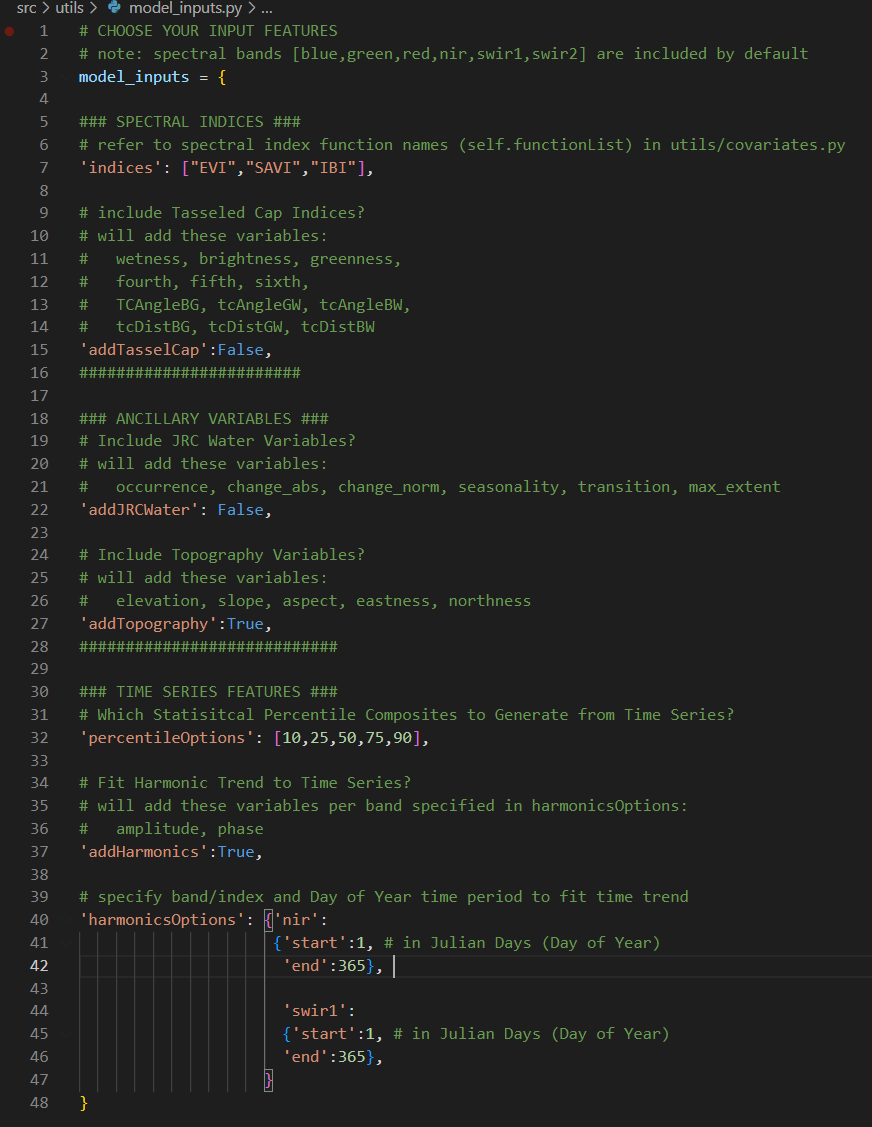 src > utils > model_inputs.py > ...
1 # CHOOSE YOUR INPUT FEATURES
2 # note: spectral bands [blue,green,red,nir,swir1,swir2] are included by default
3 model_inputs = {
4
5 ### SPECTRAL INDICES ###
6 # refer to spectral index function names (self.functionList) in utils/covariates.py
7 'indices': ["EVI","SAVI","IBI"],
8
9 # include Tasseled Cap Indices?
10 # will add these variables:
11 #   wetness, brightness, greenness,
12 #   fourth, fifth, sixth,
13 #   TCAngleBG, tcAngleGW, tcAngleBW,
14 #   tcDistBG, tcDistGW, tcDistBW
15 'addTasselCap':False,
16 ########################
17
18 ### ANCILLARY VARIABLES ###
19 # Include JRC Water Variables?
20 # will add these variables:
21 #   occurrence, change_abs, change_norm, seasonality, transition, max_extent
22 'addJRCWater': False,
23
24 # Include Topography Variables?
25 # will add these variables:
26 #   elevation, slope, aspect, eastness, northness
27 'addTopography':True,
28 ############################
29
30 ### TIME SERIES FEATURES ###
31 # Which Statisitcal Percentile Composites to Generate from Time Series?
32 'percentileOptions': [10,25,50,75,90],
33
34 # Fit Harmonic Trend to Time Series?
35 # will add these variables per band specified in harmonicsOptions:
36 #   amplitude, phase
37 'addHarmonics':True,
38
39 # specify band/index and Day of Year time period to fit time trend
40 'harmonicsOptions': {'nir':
41 {'start':1, # in Julian Days (Day of Year)
42 'end':365},
43
44 'swir1':
45 {'start':1, # in Julian Days (Day of Year)
46 'end':365},
47 }
48 }